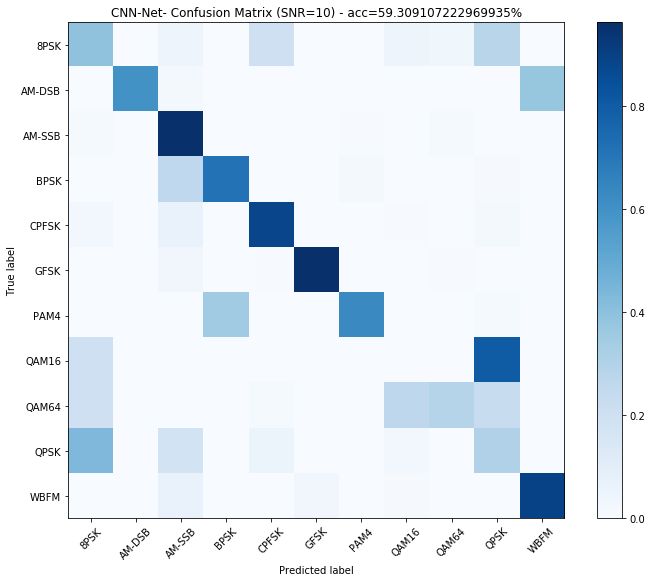 CNN-Net- Confusion Matrix (SNR=10) - acc=59.309107222969935%
True label
8PSK
AM-DSB
AM-SSB
BPSK
CPFSK
GFSK
PAM4
QAM16
QAM64
QPSK
WBFM
8PSK
AM-DSB
AM-SSB
BPSK
CPFSK
GFSK
PAM4
QAM16
QAM64
QPSK
WBFM
Predicted label
0.8
0.6
0.4
0.2
0.0